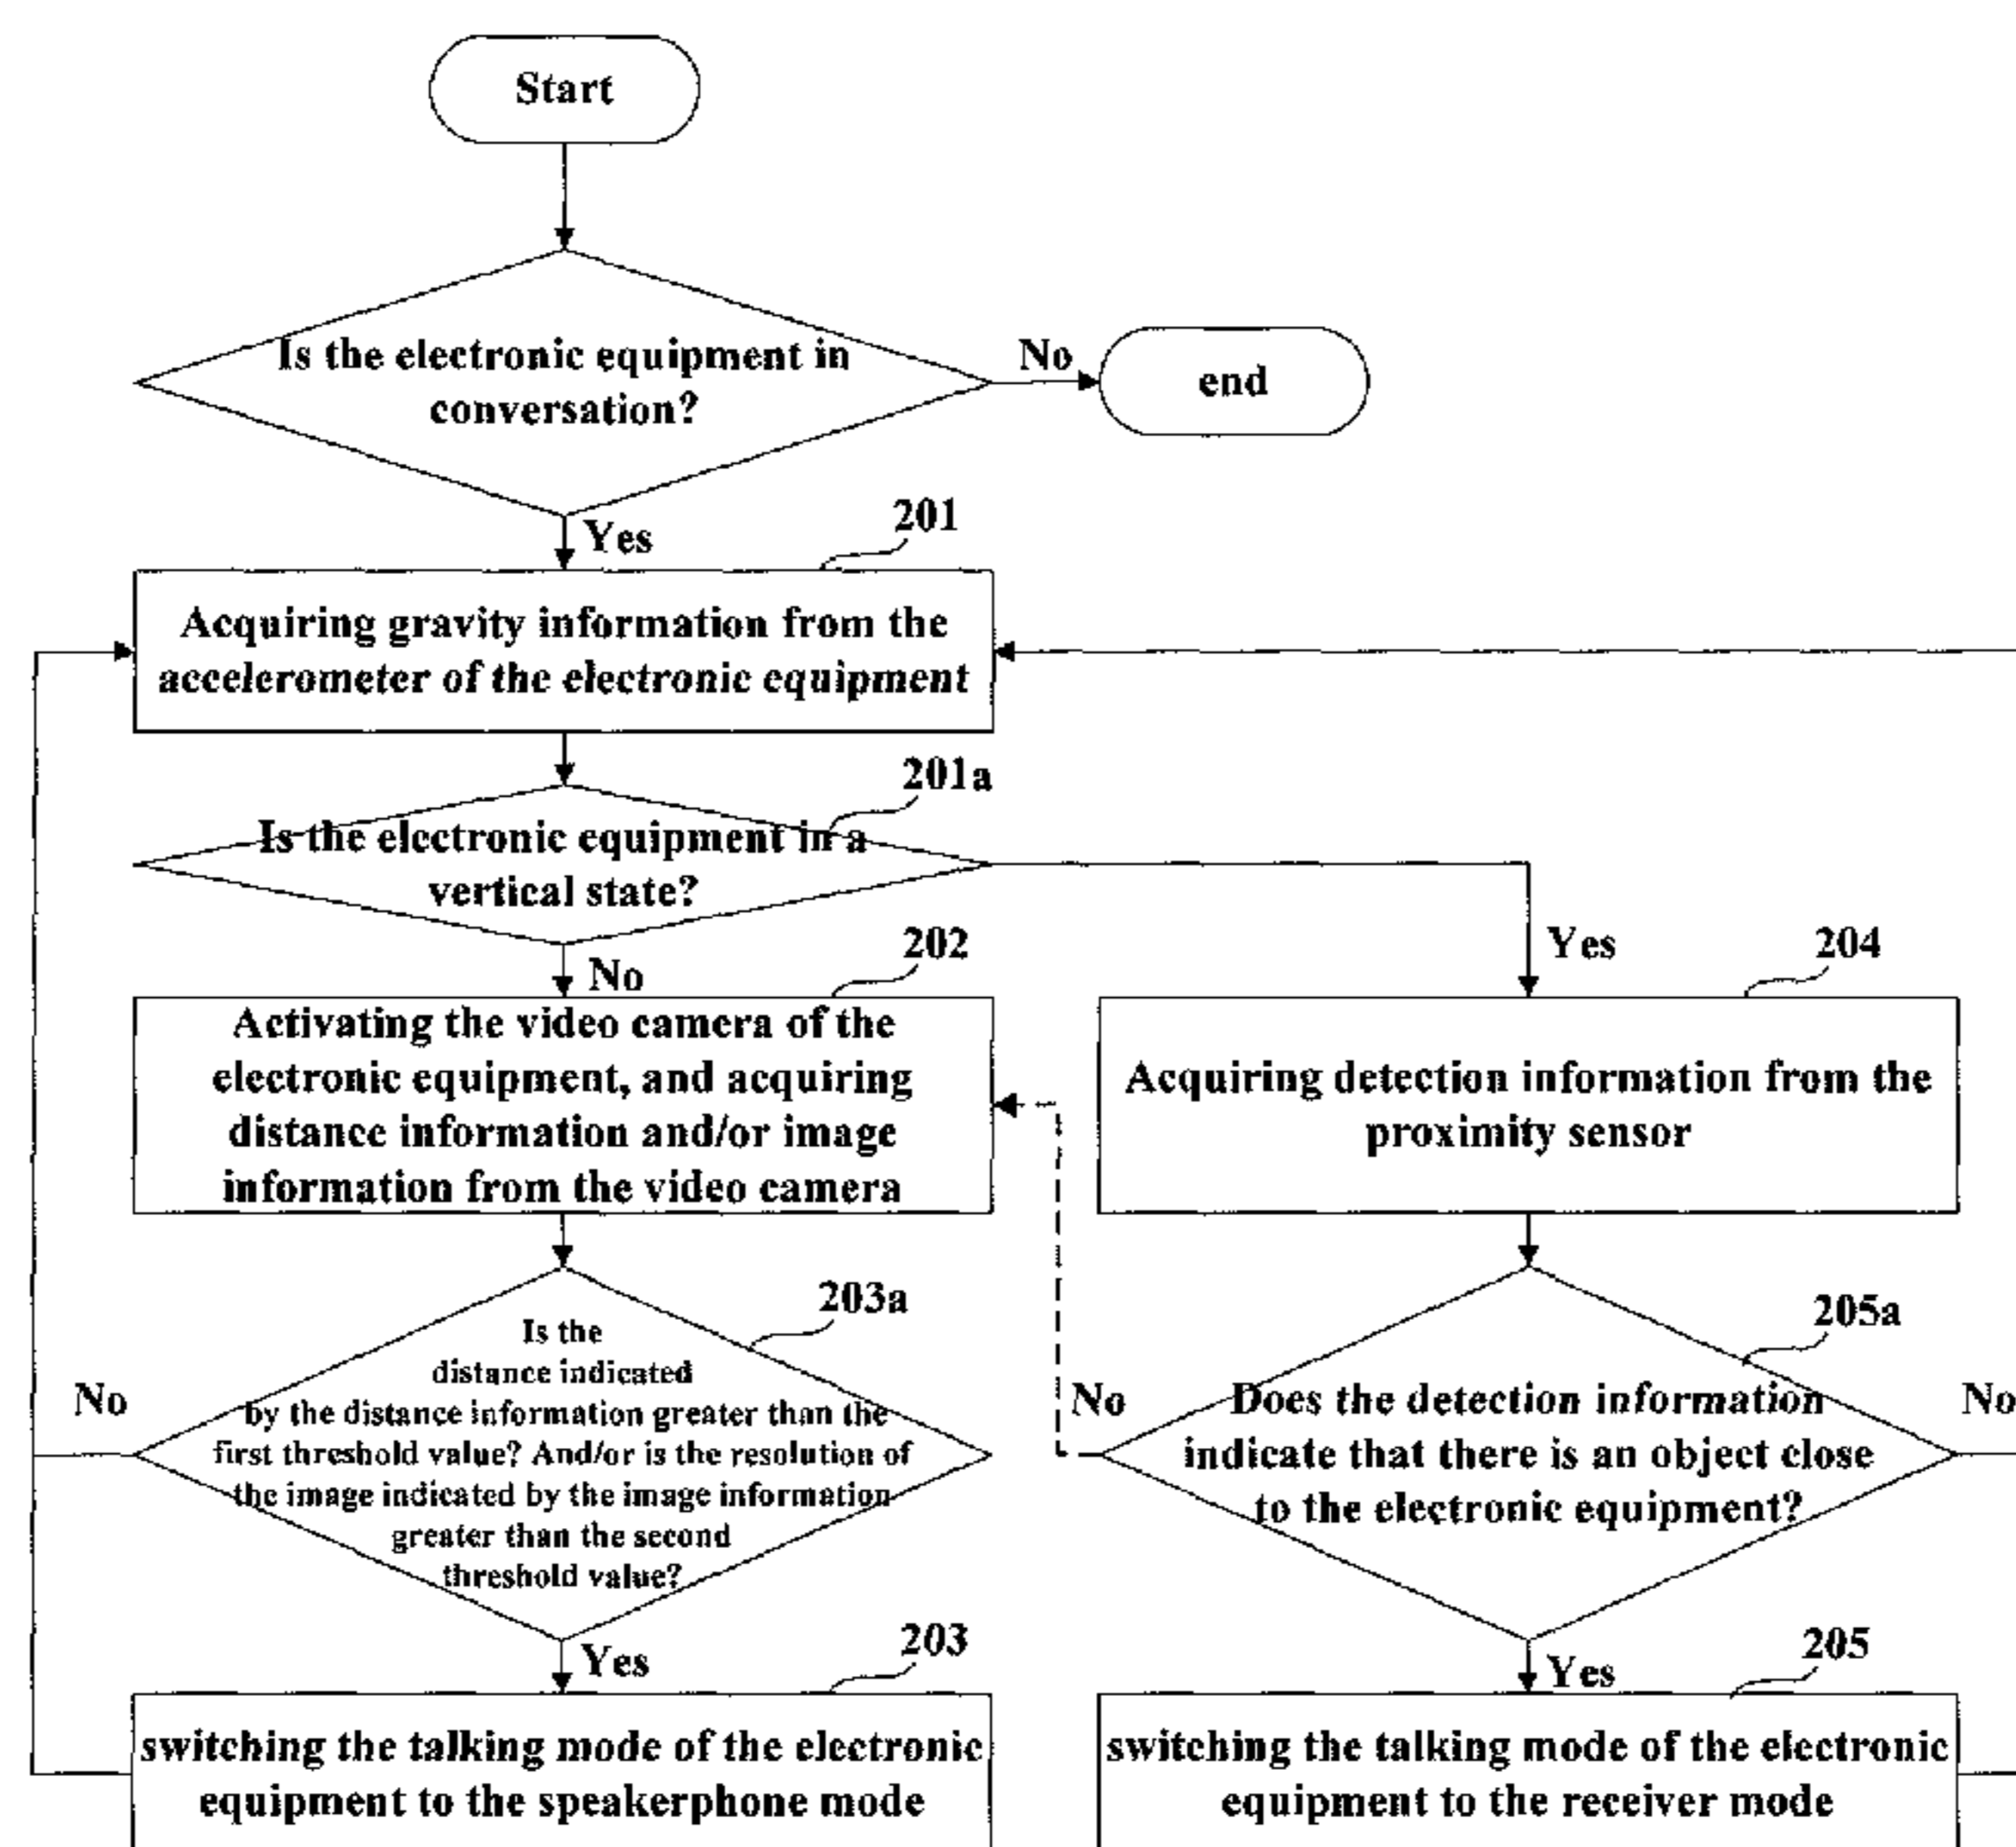 Start
Is the electronic equipment in
conversation?
No
end
Yes
201
Acquiring gravity information from the
accelerometer of the electronic equipment
201a
Is the electronic equipment in a
vertical state?
No
Yes
202
Activating the video camera of the
electronic equipment, and acquiring
distance information and/or image
information from the video camera
204
Acquiring detection information from the
proximity sensor
203a
Is the
distance indicated
by the distance information greater than the
first threshold value? And/or is the resolution of
the image indicated by the image information
greater than the second
threshold value?
No
205a
Does the detection information
indicate that there is an object close
to the electronic equipment?
No
No
Yes
203
switching the talking mode of the electronic
equipment to the speakerphone mode
Yes
205
switching the talking mode of the electronic
equipment to the receiver mode